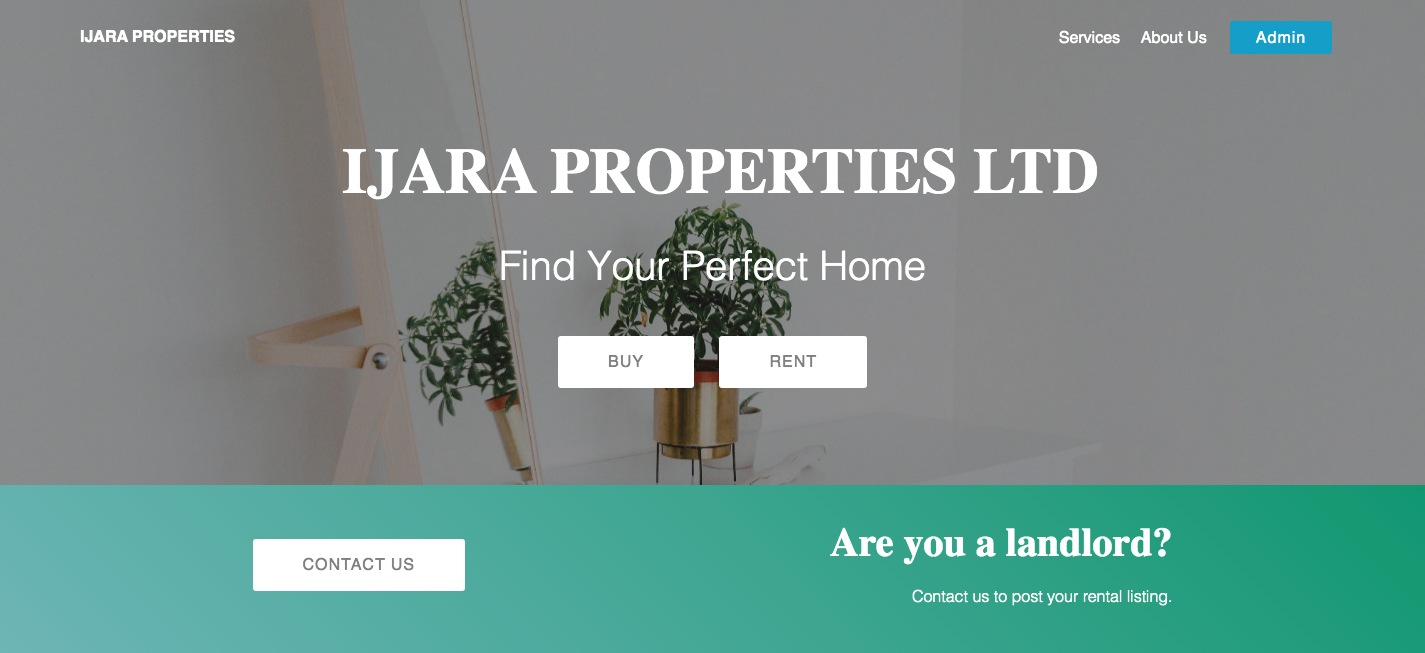 IJARA PROPERTIES
Services About Us Admin
IJARA PROPERTIES LTD
Find Your Perfect Home
BUY RENT
CONTACT US
Are you a landlord?
Contact us to post your rental listing.